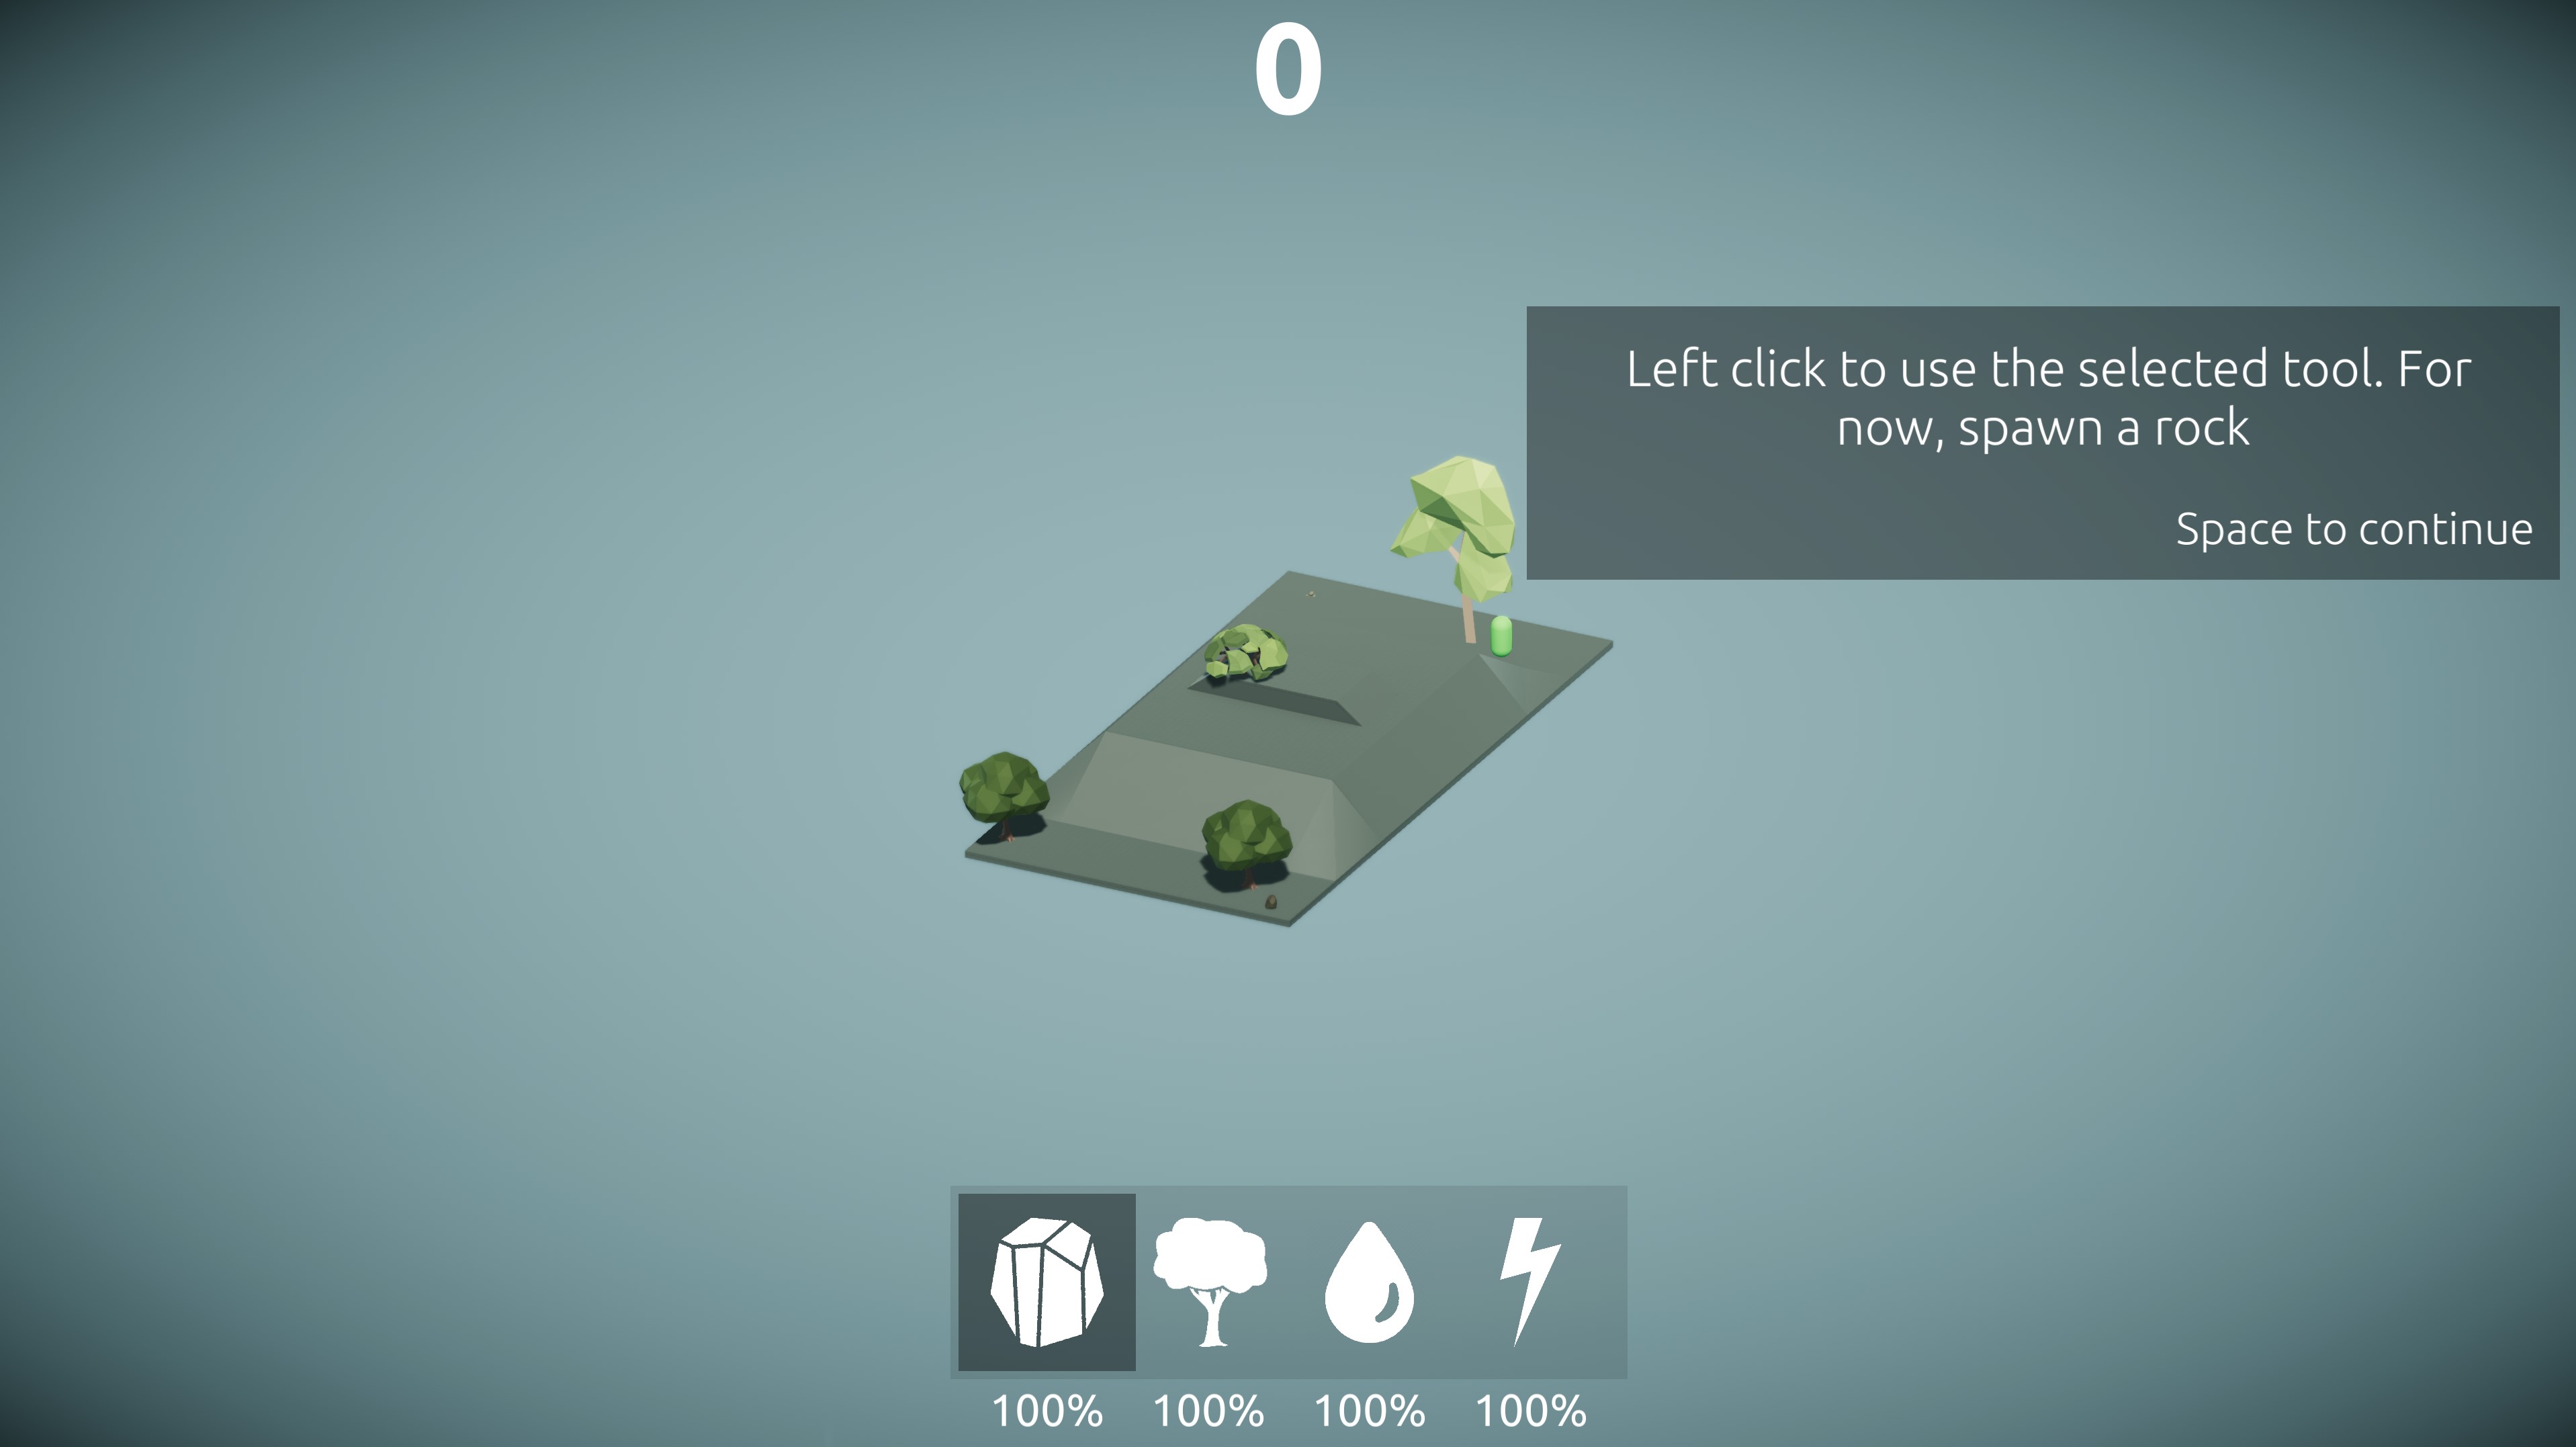 0
Left click to use the selected tool. For
now, spawn a rock
Space to continue
100% 100% 100% 100%